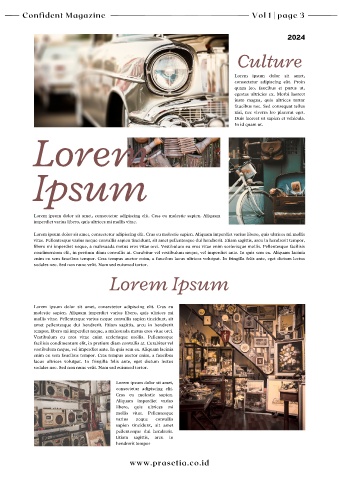 Confident Magazine
Vol 1 | page 3
2024
Culture
Lorem ipsum dolor sit amet,
consectetur adipiscing elit. Proin
quam leo, faucibus et purus ut,
egestas ultricies ex. Morbi laoreet
justo magna, quis ultrices tortor
faucibus nec. Sed consequat tellus
nisi, nec viverra leo placerat eget.
Duis laoreet ut sapien et vehicula.
In id quam ut.
Lorem
Ipsum
Lorem ipsum dolor sit amet, consectetur adipiscing elit. Cras eu molestie sapien. Aliquam
imperdiet varius libero, quis ultrices mi mollis vitae.
Lorem ipsum dolor sit amet, consectetur adipiscing elit. Cras eu molestie sapien. Aliquam imperdiet varius libero, quis ultrices mi mollis
vitae. Pellentesque varius neque convallis sapien tincidunt, sit amet pellentesque dui hendrerit. Etiam sagittis, arcu in hendrerit tempor,
libero mi imperdiet neque, a malesuada metus eros vitae orci. Vestibulum eu eros vitae enim scelerisque mollis. Pellentesque facilisis
condimentum elit, in pretium diam convallis at. Curabitur vel vestibulum neque, vel imperdiet ante. In quis sem ex. Aliquam lacinia
enim eu sem faucibus tempor. Cras tempus auctor enim, a faucibus lacus ultrices volutpat. In fringilla felis ante, eget dictum lectus
sodales nec. Sed non nunc velit. Nam sed euismod tortor.
Lorem Ipsum
Lorem ipsum dolor sit amet, consectetur adipiscing elit. Cras eu
molestie sapien. Aliquam imperdiet varius libero, quis ultrices mi
mollis vitae. Pellentesque varius neque convallis sapien tincidunt, sit
amet pellentesque dui hendrerit. Etiam sagittis, arcu in hendrerit
tempor, libero mi imperdiet neque, a malesuada metus eros vitae orci.
Vestibulum eu eros vitae enim scelerisque mollis. Pellentesque
facilisis condimentum elit, in pretium diam convallis at. Curabitur vel
vestibulum neque, vel imperdiet ante. In quis sem ex. Aliquam lacinia
enim eu sem faucibus tempor. Cras tempus auctor enim, a faucibus
lacus ultrices volutpat. In fringilla felis ante, eget dictum lectus
sodales nec. Sed non nunc velit. Nam sed euismod tortor.
Lorem ipsum dolor sit amet,
consectetur adipiscing elit.
Cras eu molestie sapien.
Aliquam imperdiet varius
libero, quis ultrices mi
mollis vitae. Pellentesque
varius neque convallis
sapien tincidunt, sit amet
pellentesque dui hendrerit.
Etiam sagittis, arcu in
hendrerit tempor
www.prasetia.co.id